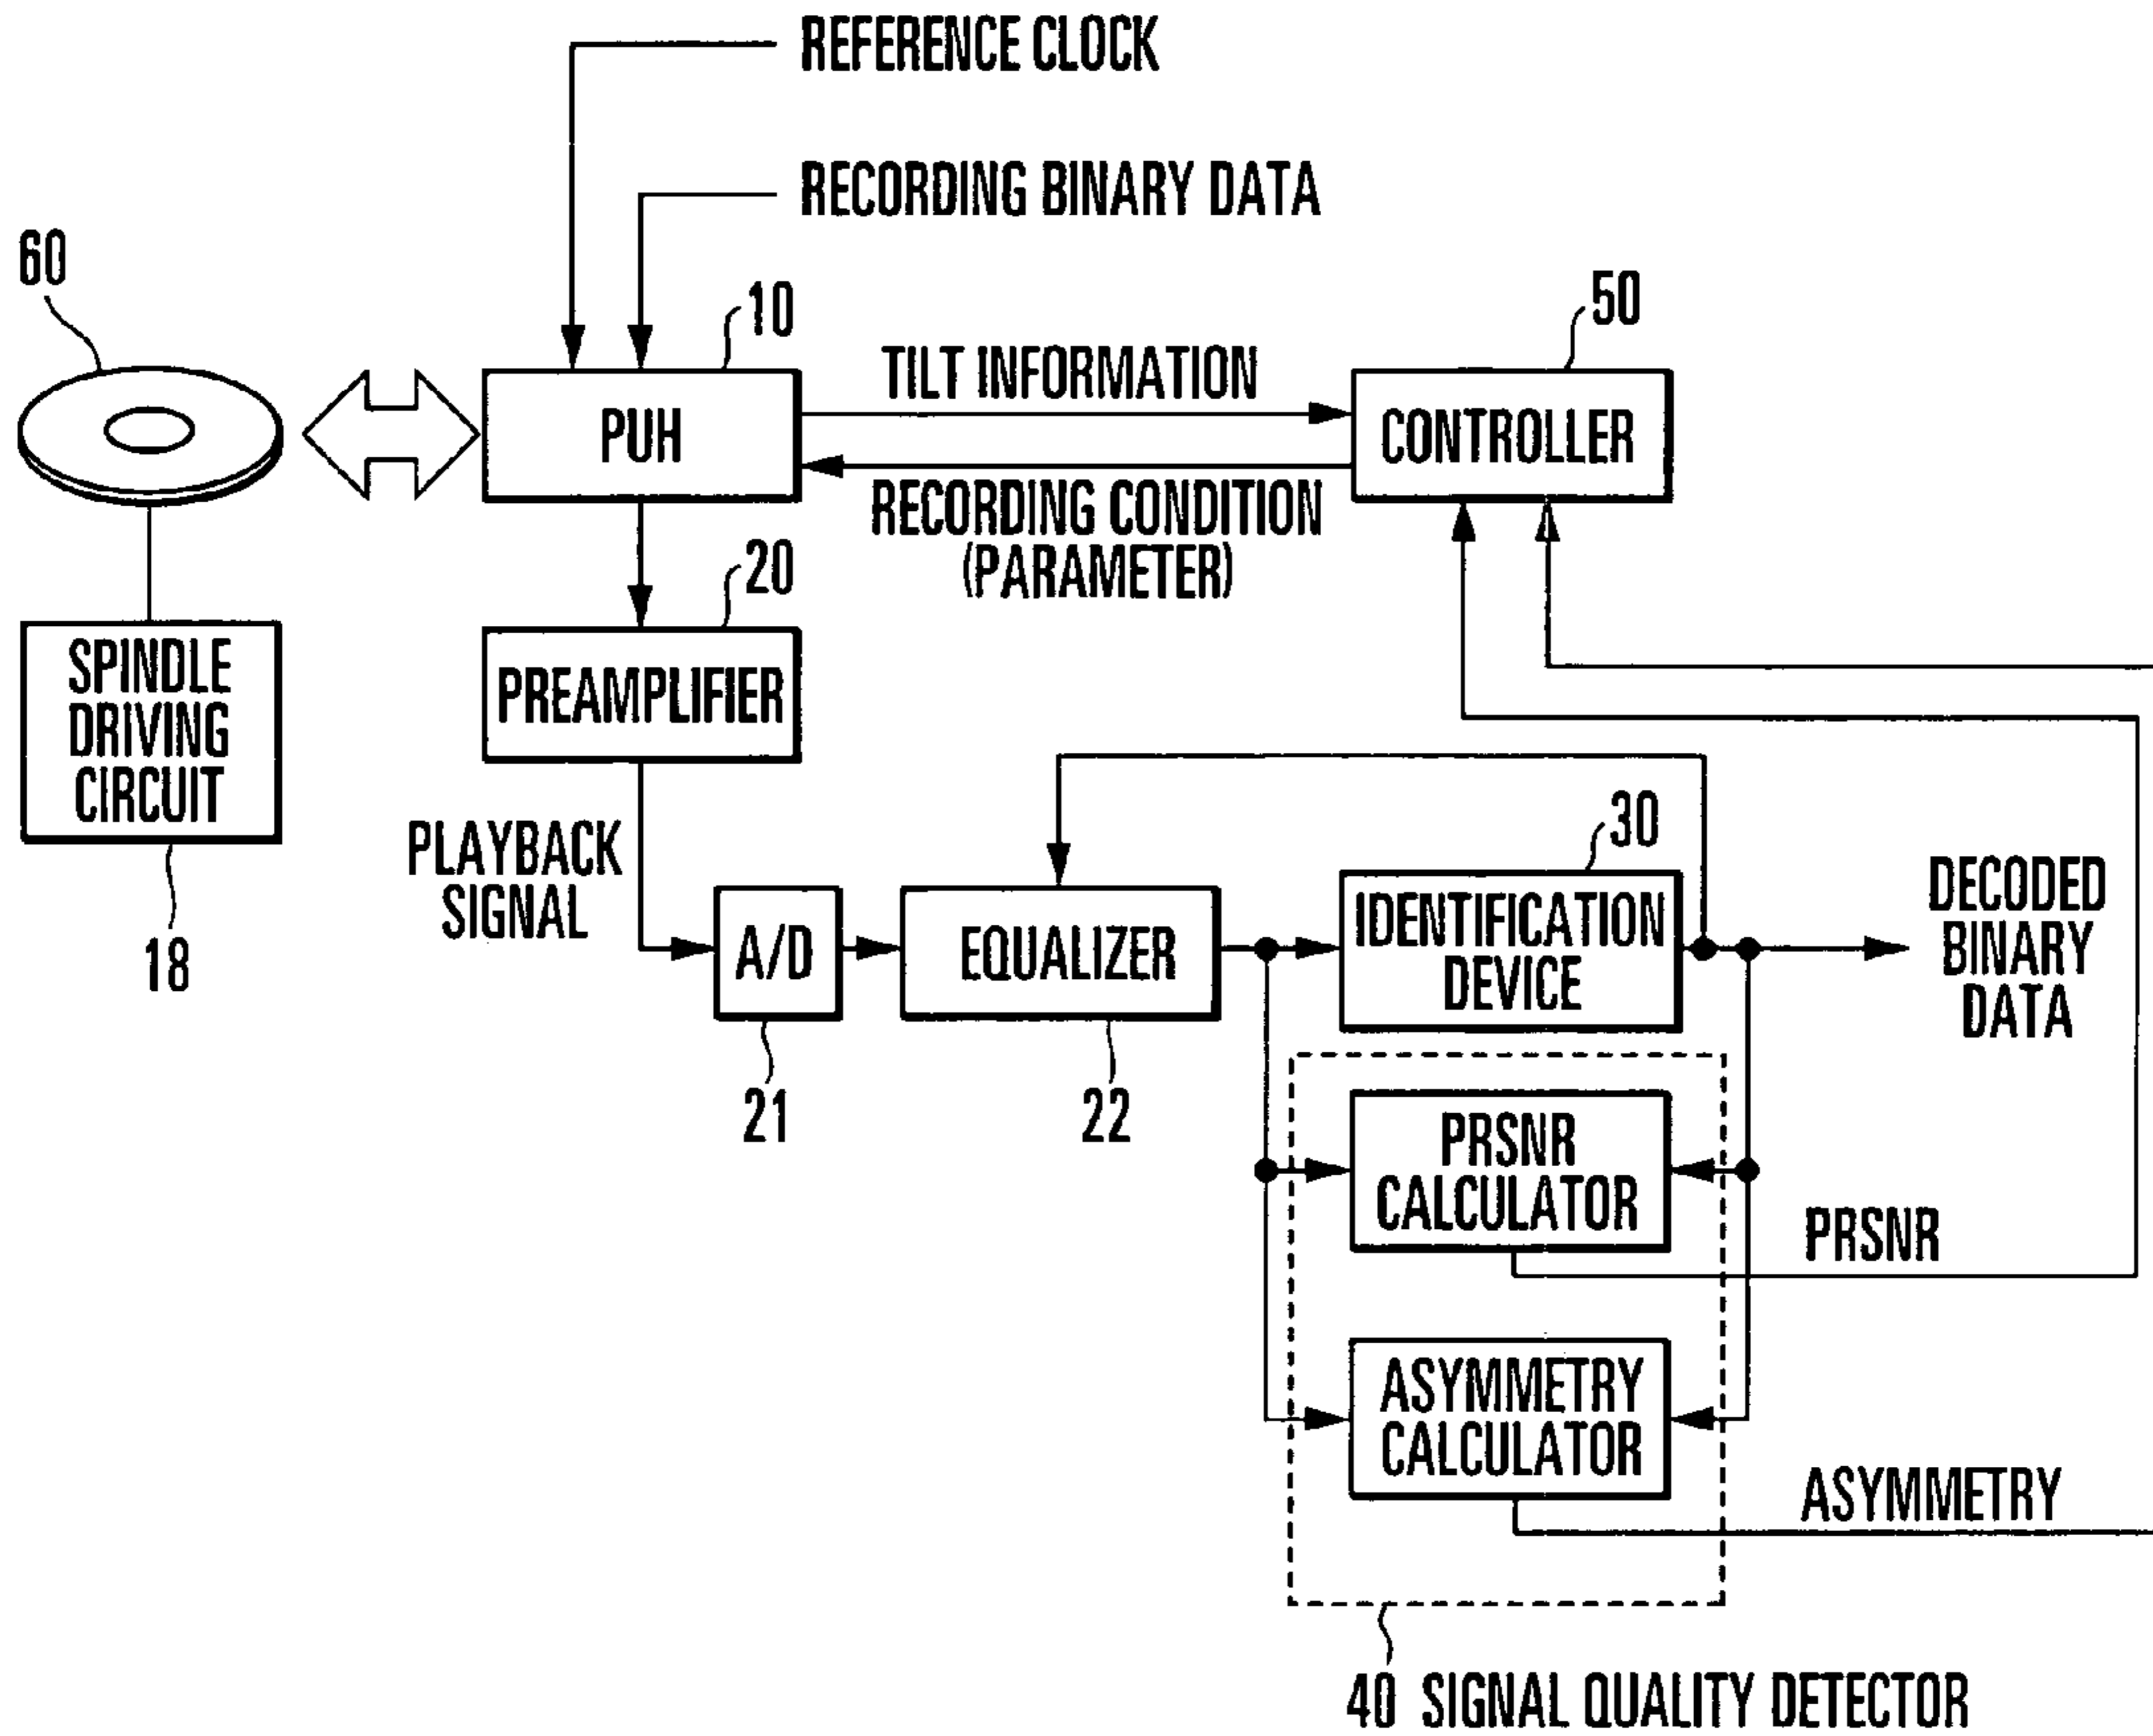 REFERENCE CLOCK
RECORDING BINARY DATA
60
10
50
TILT INFORMATION
PUH
CONTROLLER
RECORDING CONDITION
(PARAMETER)
20
SPINDLE
DRIVING
CIRCUIT
PREAMPLIFIER
18
PLAYBACK
SIGNAL
30
A/D
EQUALIZER
IDENTIFICATION
DEVICE
DECODED
BINARY
DATA
21
22
PRSNR
CALCULATOR
PRSNR
ASYMMETRY
CALCULATOR
ASYMMETRY
40 SIGNAL QUALITY DETECTOR